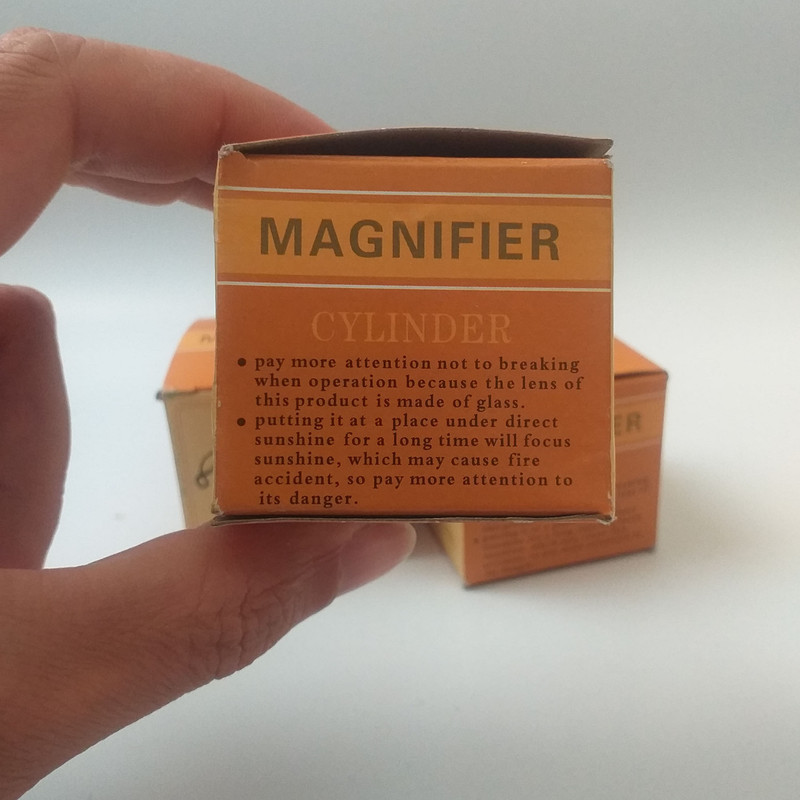 MAGNIFIER
CYLINDER
• pay more attention not to breaking
when operation because the lens of
this product is made of glass.
• putting it at a place under direct
sunshine for a long time will focus
sunshine, which may cause fire
accident, so pay more attention to
its danger.
ER